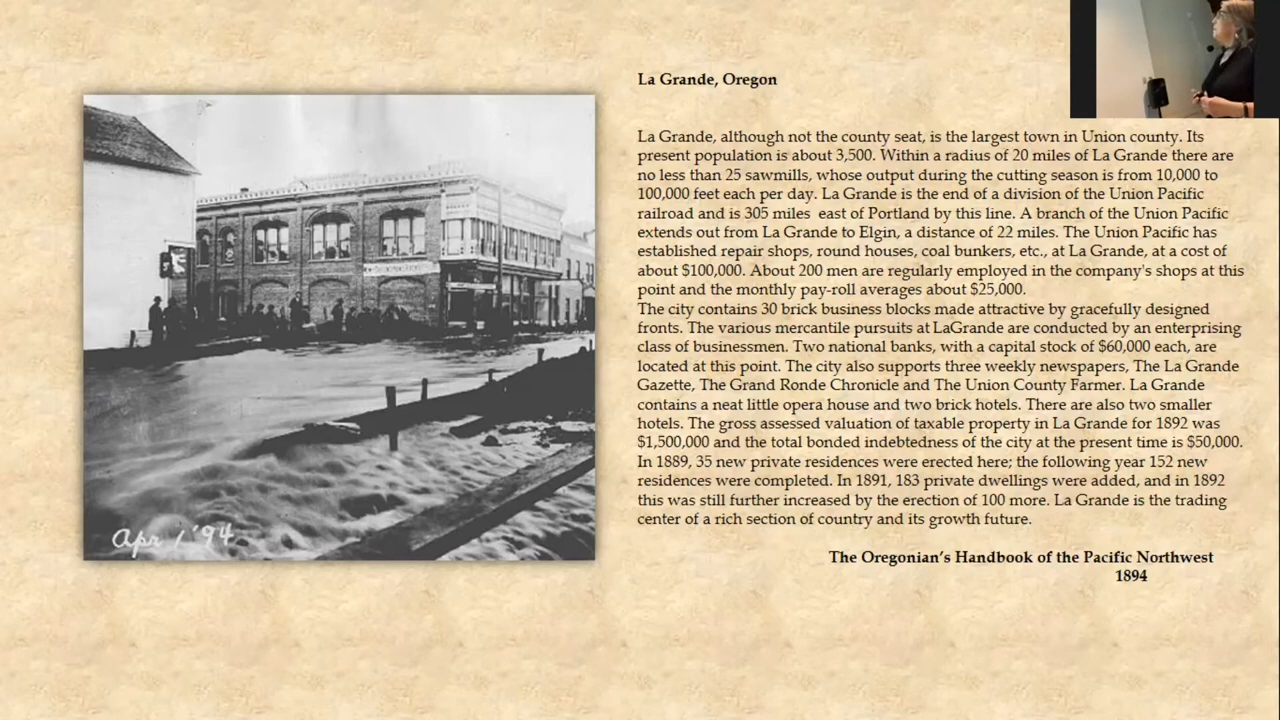 La Grande, Oregon
La Grande, although not the county seat, is the largest town in Union county. Its
present population is about 3,500. Within a radius of 20 miles of La Grande there are
no less than 25 sawmills, whose output during the cutting season is from 10,000 to
100,000 feet each per day. La Grande is the end of a division of the Union Pacific
railroad and is 305 miles east of Portland by this line. A branch of the Union Pacific
extends out from La Grande to Elgin, a distance of 22 miles. The Union Pacific has
established repair shops, round houses, coal bunkers, etc., at La Grande, at a cost of
about $100,000. About 200 men are regularly employed in the company's shops at this
point and the monthly pay-roll averages about $25,000.
The city contains 30 brick business blocks made attractive by gracefully designed
fronts. The various mercantile pursuits at LaGrande are conducted by an enterprising
class of businessmen. Two national banks, with a capital stock of $60,000 each, are
located at this point. The city also supports three weekly newspapers, The La Grande
Gazette, The Grand Ronde Chronicle and The Union County Farmer. La Grande
contains a neat little opera house and two brick hotels. There are also two smaller
hotels. The gross assessed valuation of taxable property in La Grande for 1892 was
$1,500,000 and the total bonded indebtedness of the city at the present time is $50,000.
In 1889, 35 new private residences were erected here; the following year 152 new
residences were completed. In 1891, 183 private dwellings were added, and in 1892
this was still further increased by the erection of 100 more. La Grande is the trading
center of a rich section of country and its growth future.
The Oregonian's Handbook of the Pacific Northwest
1894
Apr 1 '94